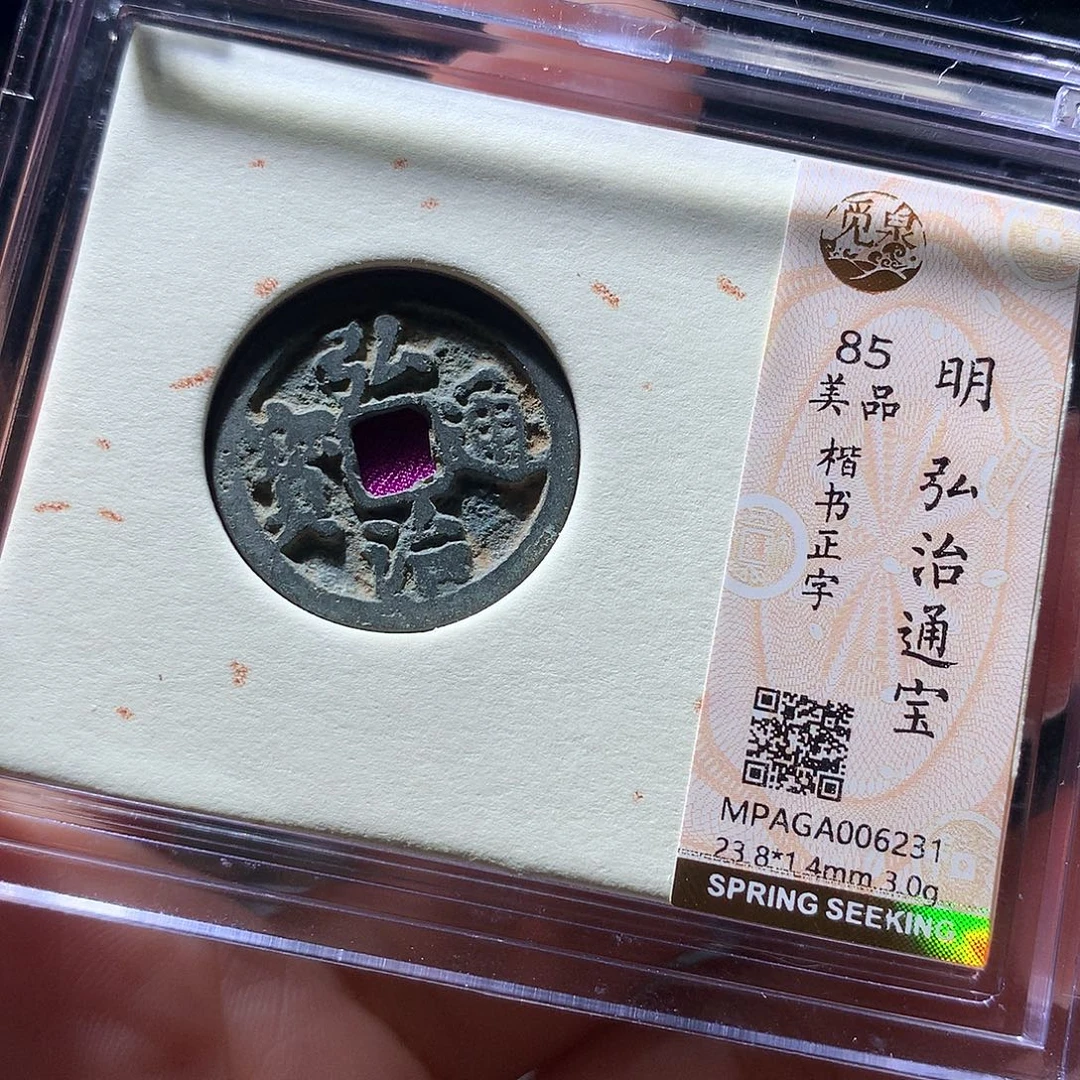 弘治通寶
觅泉
明弘治通宝
85
美品
楷书正字
MPAGA006231
23.8*1.4mm 3.0g
SPRING SEEKING